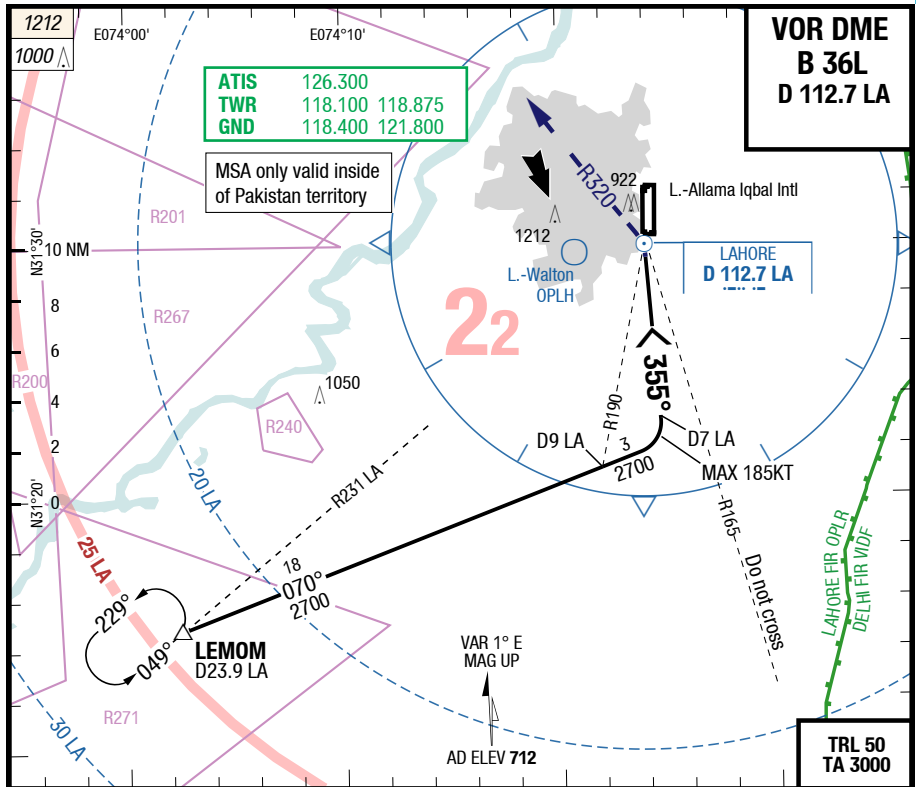 1212
1000
E074°00'
E074°10'
VOR DME
B 36L
D 112.7 LA
ATIS 126.300
TWR 118.100 118.875
GND 118.400 121.800
MSA only valid inside
of Pakistan territory
R320
922
L.-Allama Iqbal Intl
R201
1212
N31°30'
10 NM
L.-Walton
OPLH
LAHORE
D 112.7 LA
8
R267
22
6
R200
355°
4
1050
R190
R240
2
D9 LA
3
D7 LA
2700
MAX 185KT
R231 LA
N31°20'
0
20 LA
R165
Do not cross
25 LA
LAHORE FIR OPLR
DELHI FIR VIDF
18
070°
2700
229°
049°
LEMOM
D23.9 LA
VAR 1° E
MAG UP
R271
30 LA
AD ELEV 712
TRL 50
TA 3000